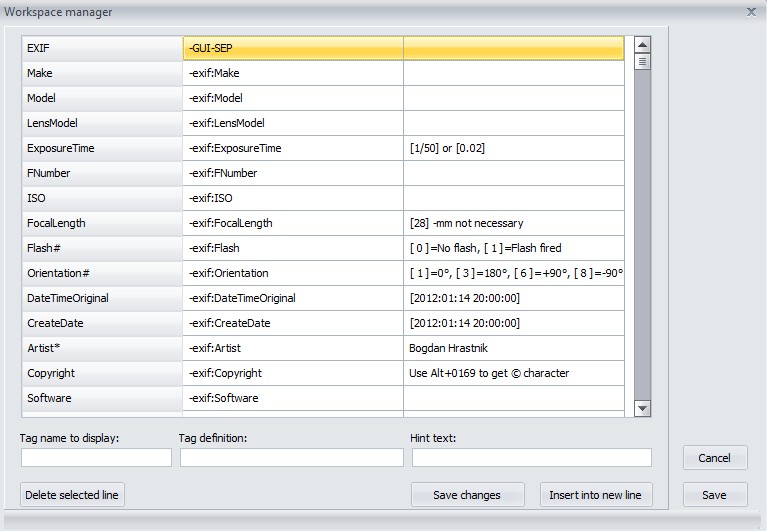 Workspace manager
EXIF -GUI-SEP
Make -exif:Make
Model -exif:Model
LensModel -exif:LensModel
ExposureTime -exif:ExposureTime [1/50] or [0.02]
FNumber -exif:FNumber
ISO -exif:ISO
FocalLength -exif:FocalLength [28] -mm not necessary
Flash# -exif:Flash [ 0 ]=No flash, [ 1 ]=Flash fired
Orientation# -exif:Orientation [ 1 ]=0°, [ 3 ]=180°, [ 6 ]=+90°, [ 8 ]=-90°
DateTimeOriginal -exif:DateTimeOriginal [2012:01:14 20:00:00]
CreateDate -exif:CreateDate [2012:01:14 20:00:00]
Artist* -exif:Artist Bogdan Hrastnik
Copyright -exif:Copyright Use Alt+0169 to get © character
Software -exif:Software
Tag name to display: Tag definition: Hint text:
Cancel
Delete selected line Save changes Insert into new line Save